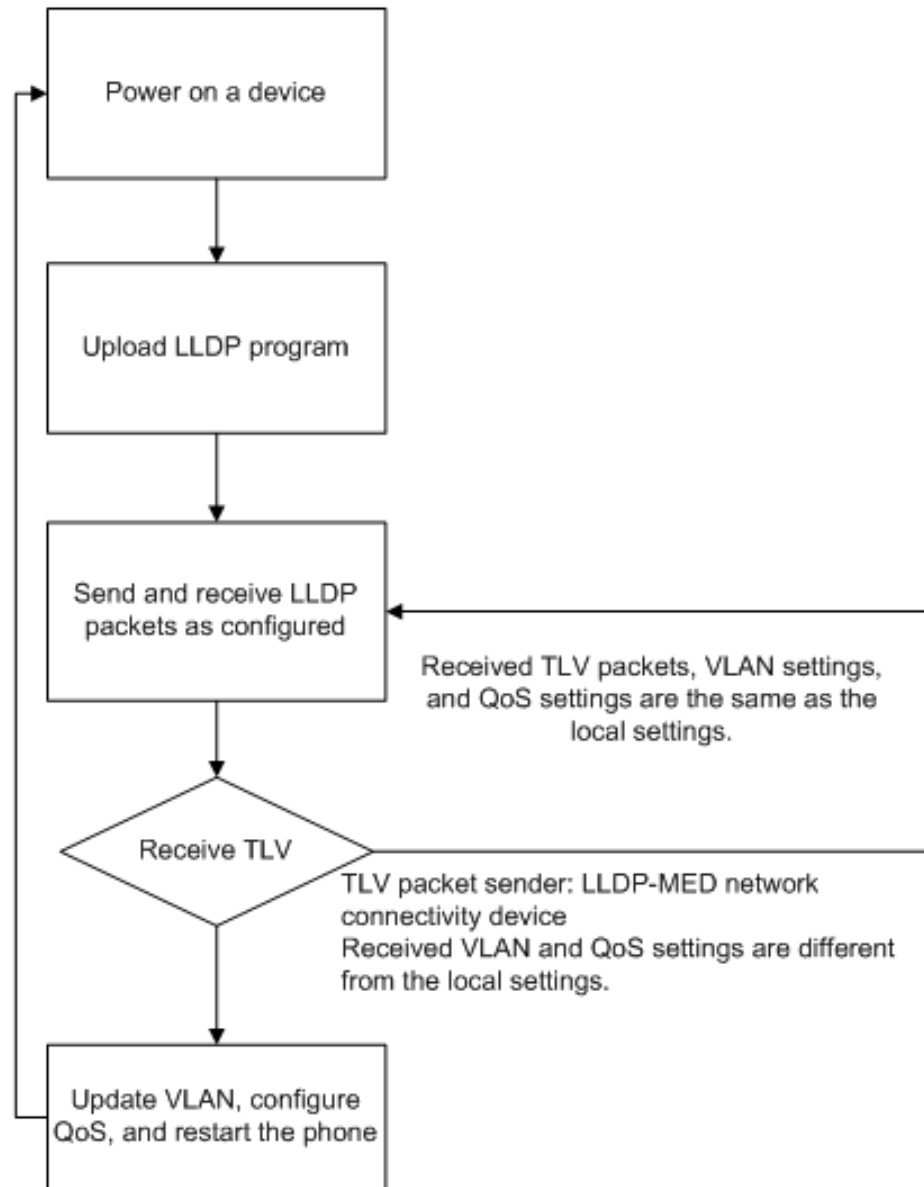 Power on a device
Upload LLDP program
Send and receive LLDP
packets as configured
Received TLV packets, VLAN settings,
and QoS settings are the same as the
local settings.
Receive TLV
TLV packet sender: LLDP-MED network
connectivity device
Received VLAN and QoS settings are different
from the local settings.
Update VLAN, configure
QoS, and restart the phone